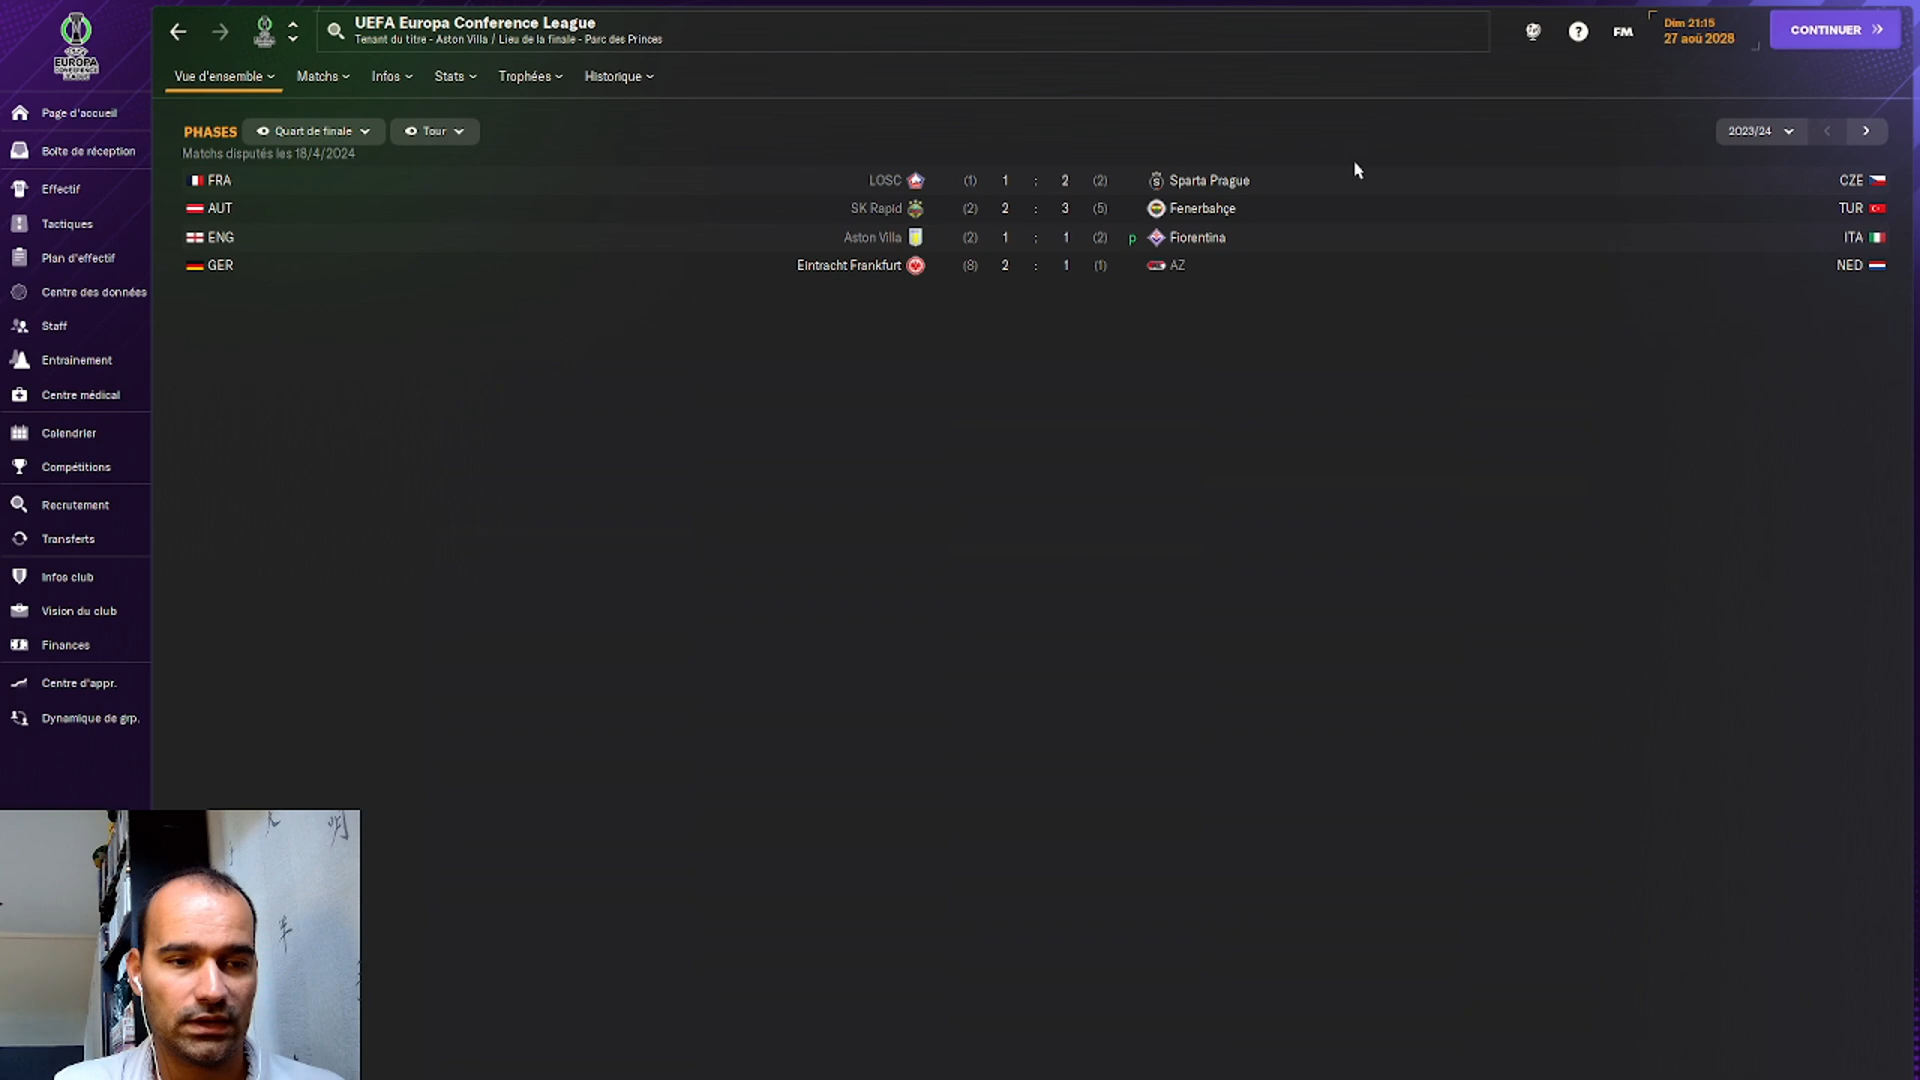 UEFA Europa Conference League
Tenant du titre - Aston Villa / Lieu de la finale - Parc des Princes
FM
Dim 21:15
27 aoû 2028
CONTINUER
EUROPA
CONFERENCE
LEAGUE
Vue d'ensemble
Matchs
Infos
Stats
Trophées
Historique
Page d'accueil
Boîte de réception
Effectif
Tactiques
Plan d'effectif
Centre des données
Staff
Entraînement
Centre médical
Calendrier
Compétitions
Recrutement
Transferts
Infos club
Vision du club
Finances
Centre d'appr.
Dynamique de grp.
PHASES Quart de finale Tour 2023/24
Matchs disputés les 18/4/2024
FRA LOSC (1) 1 : 2 (2) Sparta Prague CZE
AUT SK Rapid (2) 2 : 3 (5) Fenerbahçe TUR
ENG Aston Villa (2) 1 : 1 (2) p Fiorentina ITA
GER Eintracht Frankfurt (8) 2 : 1 (1) AZ NED
明